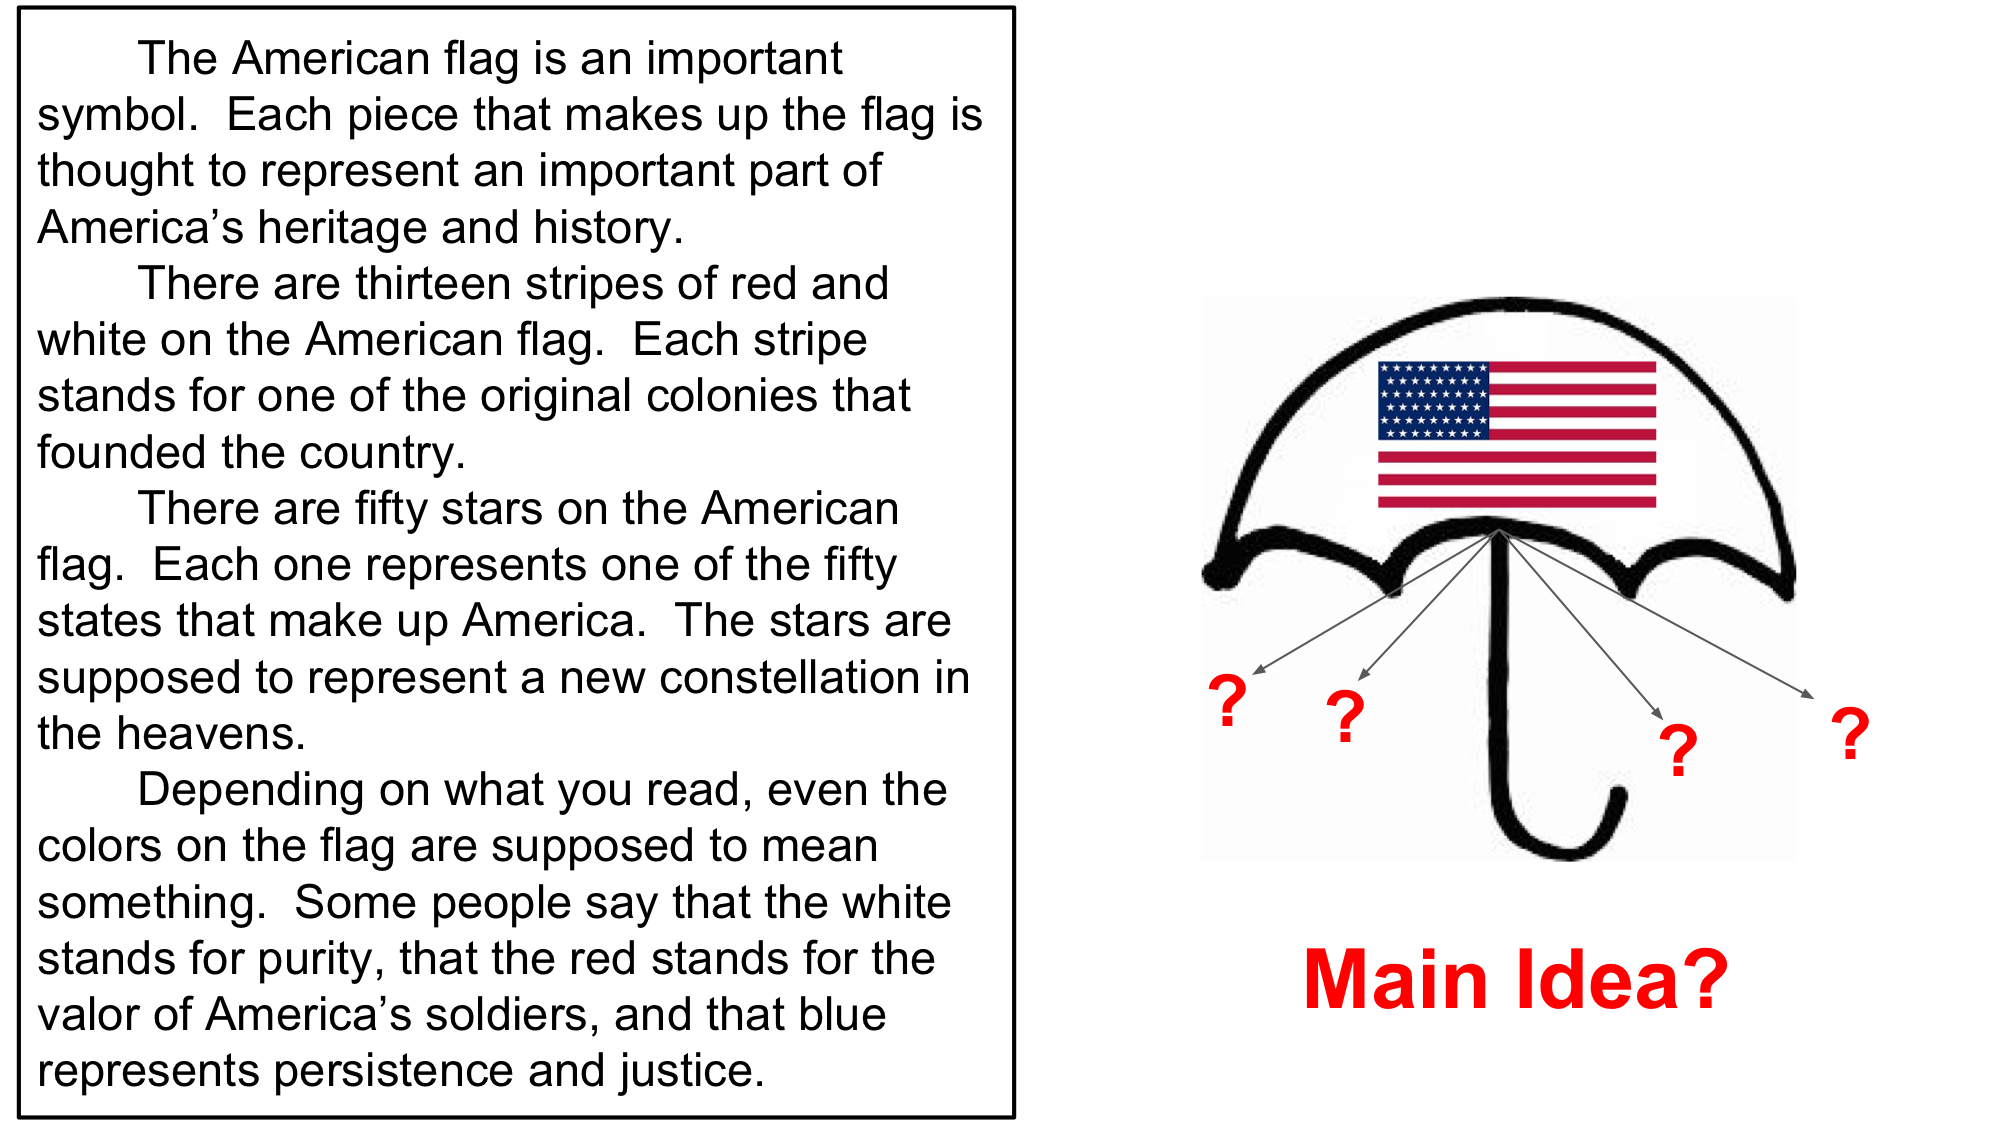 The American flag is an important
symbol.  Each piece that makes up the flag is
thought to represent an important part of
America’s heritage and history.
There are thirteen stripes of red and
white on the American flag.  Each stripe
stands for one of the original colonies that
founded the country.
There are fifty stars on the American
flag.  Each one represents one of the fifty
states that make up America.  The stars are
supposed to represent a new constellation in
the heavens.
Depending on what you read, even the
colors on the flag are supposed to mean
something.  Some people say that the white
stands for purity, that the red stands for the
valor of America’s soldiers, and that blue
represents persistence and justice.
?
?
?
?
Main Idea?